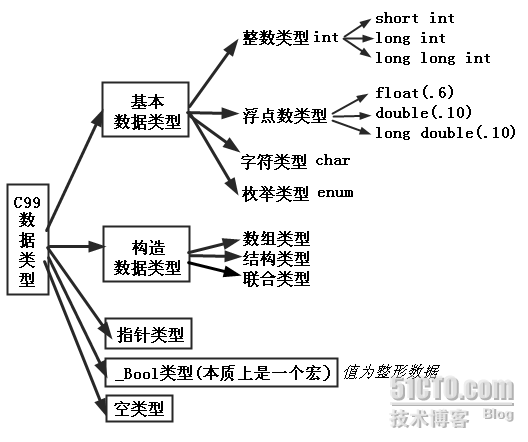 整数类型 int
short int
long int
long long int
基本
数据类型
浮点数类型
float(.6)
double(.10)
long double(.10)
字符类型 char
枚举类型 enum
C99
数
据
类
型
构造
数据类型
数组类型
结构类型
联合类型
指针类型
_Bool类型(本质上是一个宏) 值为整形数据
空类型
51CTO.com
技术博客 Blog